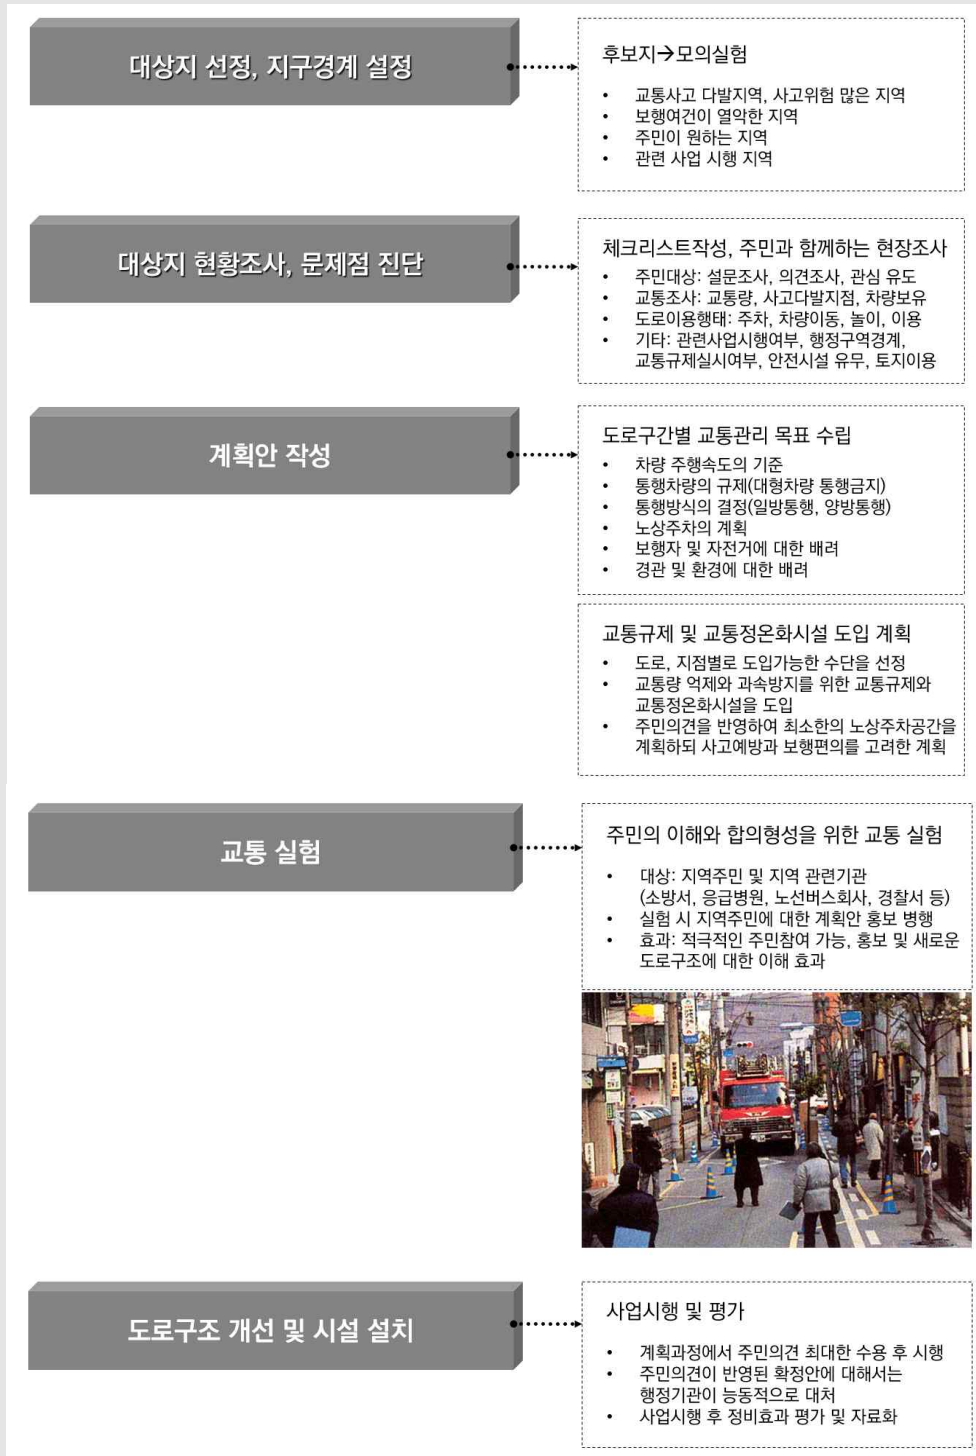 대상지 선정, 지구경계 설정
후보지→모의실험
• 교통사고 다발지역, 사고위험 많은 지역
• 보행여건이 열악한 지역
• 주민이 원하는 지역
• 관련 사업 시행 지역
대상지 현황조사, 문제점 진단
체크리스트작성, 주민과 함께하는 현장조사
• 주민대상: 설문조사, 의견조사, 관심 유도
• 교통조사: 교통량, 사고다발지점, 차량보유
• 도로이용행태: 주차, 차량이동, 놀이, 이용
• 기타: 관련사업시행여부, 행정구역경계,
교통규제실시여부, 안전시설 유무, 토지이용
계획안 작성
도로구간별 교통관리 목표 수립
• 차량 주행속도의 기준
• 통행차량의 규제(대형차량 통행금지)
• 통행방식의 결정(일방통행, 양방통행)
• 노상주차의 계획
• 보행자 및 자전거에 대한 배려
• 경관 및 환경에 대한 배려
교통규제 및 교통정온화시설 도입 계획
• 도로, 지점별로 도입가능한 수단을 선정
• 교통량 억제와 과속방지를 위한 교통규제와
교통정온화시설을 도입
• 주민의견을 반영하여 최소한의 노상주차공간을
계획하되 사고예방과 보행편의를 고려한 계획
교통 실험
주민의 이해와 합의형성을 위한 교통 실험
• 대상: 지역주민 및 지역 관련기관
(소방서, 응급병원, 노선버스회사, 경찰서 등)
• 실험 시 지역주민에 대한 계획안 홍보 병행
• 효과: 적극적인 주민참여 가능, 홍보 및 새로운
도로구조에 대한 이해 효과
도로구조 개선 및 시설 설치
사업시행 및 평가
• 계획과정에서 주민의견 최대한 수용 후 시행
• 주민의견이 반영된 확정안에 대해서는
행정기관이 능동적으로 대처
• 사업시행 후 정비효과 평가 및 자료화